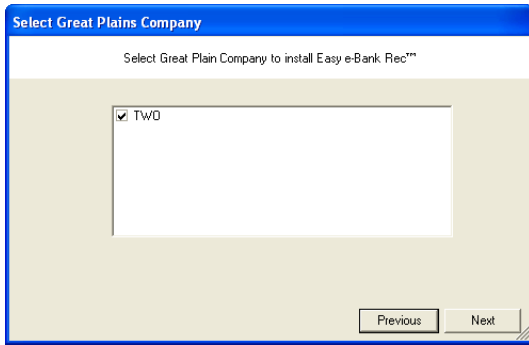 Select Great Plains Company
Select Great Plain Company to install Easy e-Bank Rec™
TWO
Previous Next